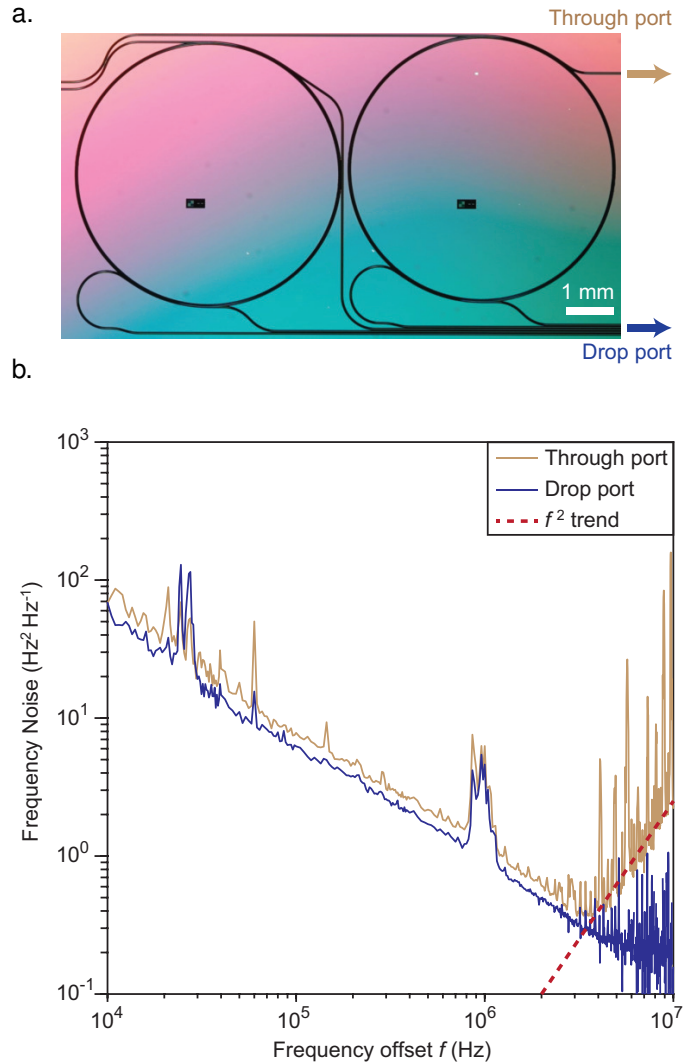 a.
Through port
1 mm
Drop port
b.
Frequency Noise (Hz² Hz⁻¹)
10³
10²
10¹
10⁰
10⁻¹
Through port
Drop port
f² trend
10⁴
10⁵
10⁶
10⁷
Frequency offset f (Hz)